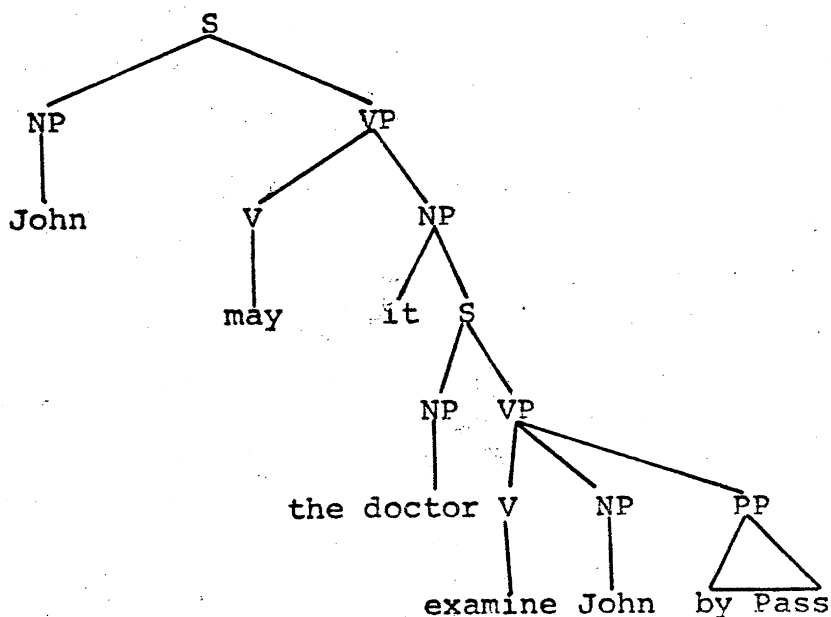 S
NP VP
John V NP
may it S
NP VP
the doctor V NP PP
examine John by Pass